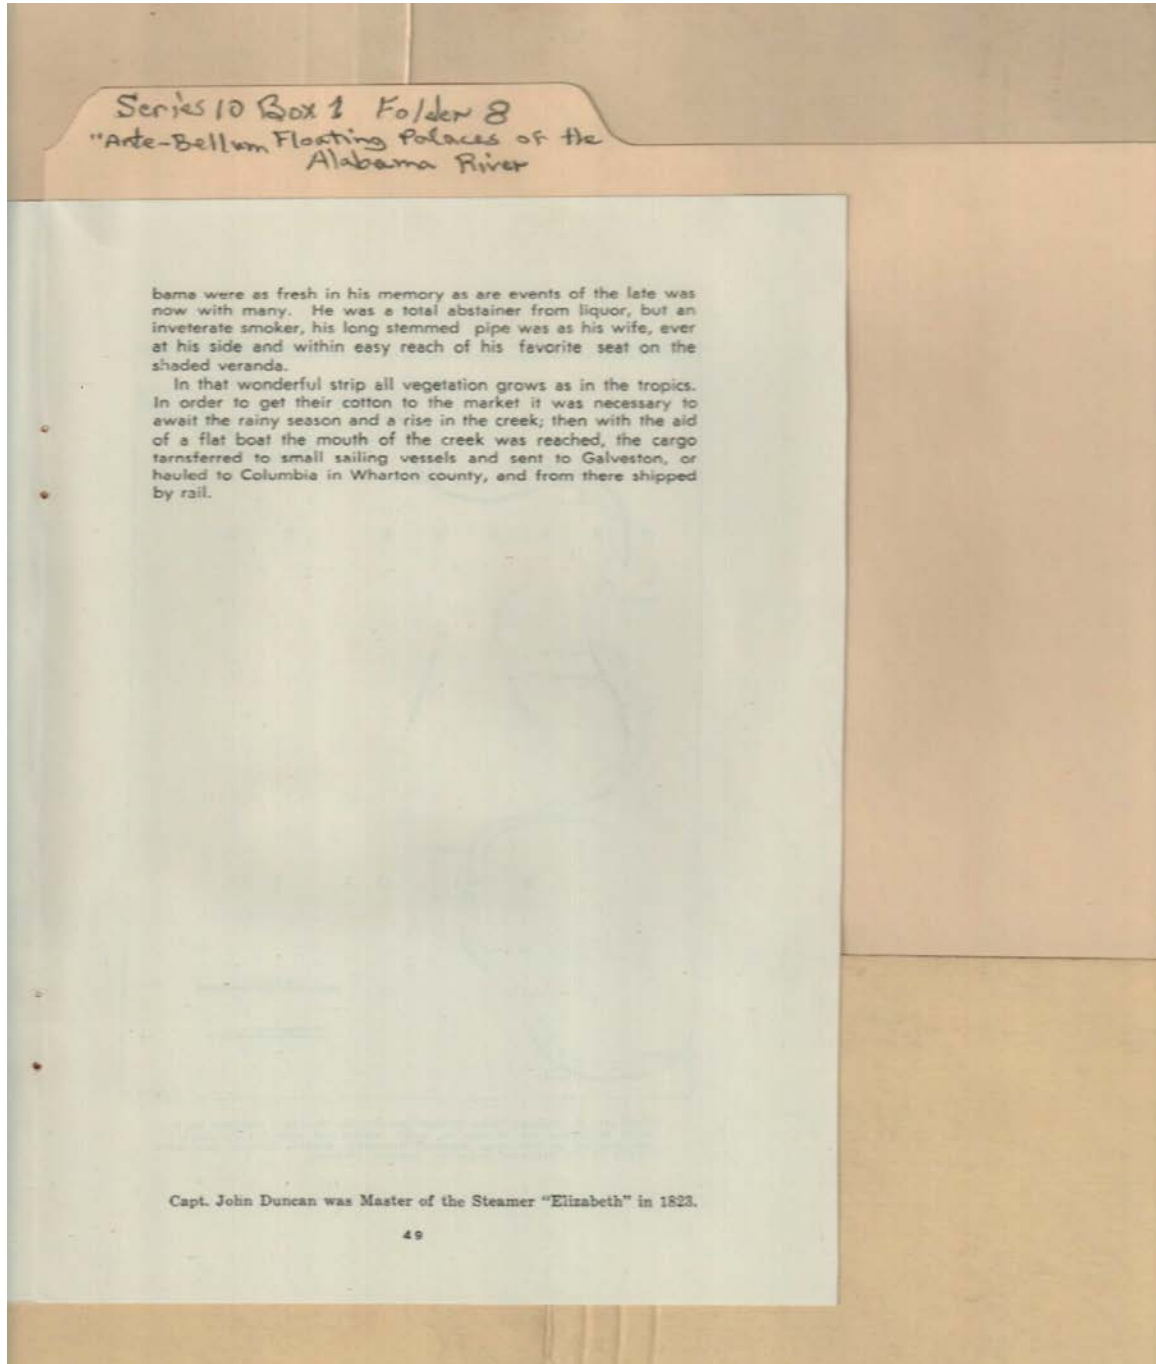 Series 10 Box 1 Folder 8
"Ante-Bellum Floating Palaces of the
Alabama River
bama were as fresh in his memory as are events of the late was
now with many. He was a total abstainer from liquor, but an
inveterate smoker, his long stemmed pipe was as his wife, ever
at his side and within easy reach of his favorite seat on the
shaded veranda.
In that wonderful strip all vegetation grows as in the tropics.
In order to get their cotton to the market it was necessary to
await the rainy season and a rise in the creek; then with the aid
of a flat boat the mouth of the creek was reached, the cargo
tarnsferred to small sailing vessels and sent to Galveston, or
hauled to Columbia in Wharton county, and from there shipped
by rail.
Capt. John Duncan was Master of the Steamer "Elizabeth" in 1823.
49